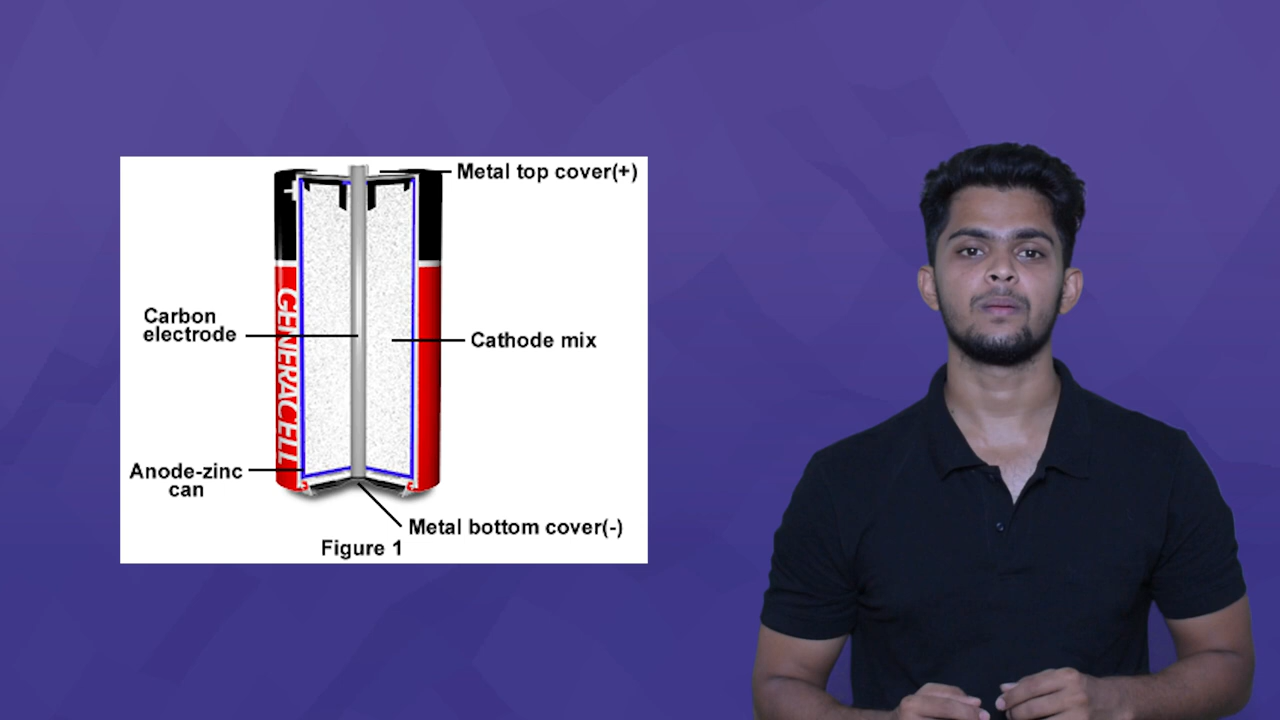 Metal top cover(+)
Carbon
electrode
Cathode mix
GENERACELL
Anode-zinc
can
Metal bottom cover(-)
Figure 1